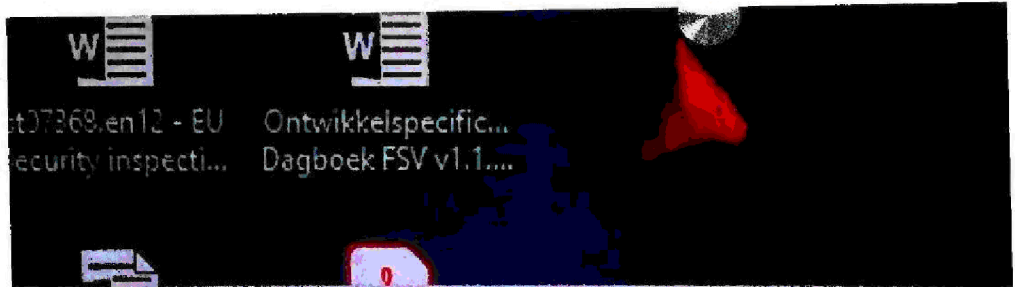 st07368.en12 - EU
ecurity inspecti...
Ontwikkelspecific...
Dagboek FSV v1.1....